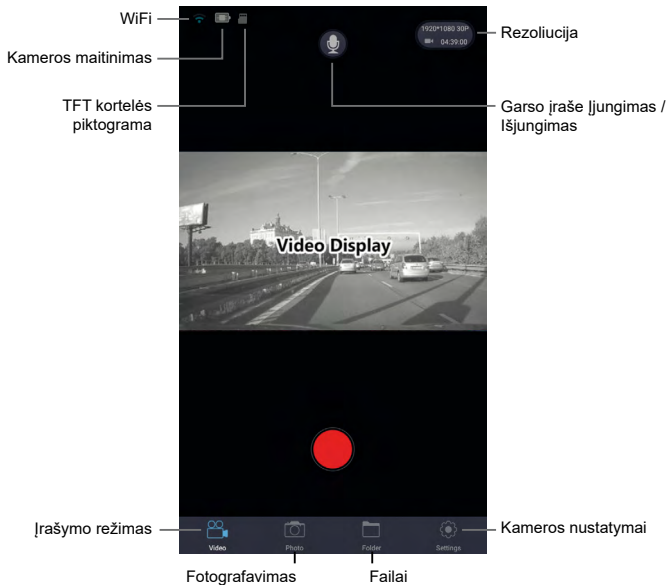 WiFi
1920*1080 30P
Rezoliucija
04:39:00
Kameros maitinimas
TFT kortelės
piktograma
Garso įraše Įjungimas /
Išjungimas
Video Display
Įrašymo režimas
Kameros nustatymai
Video
Photo
Folder
Settings
Fotografavimas
Failai